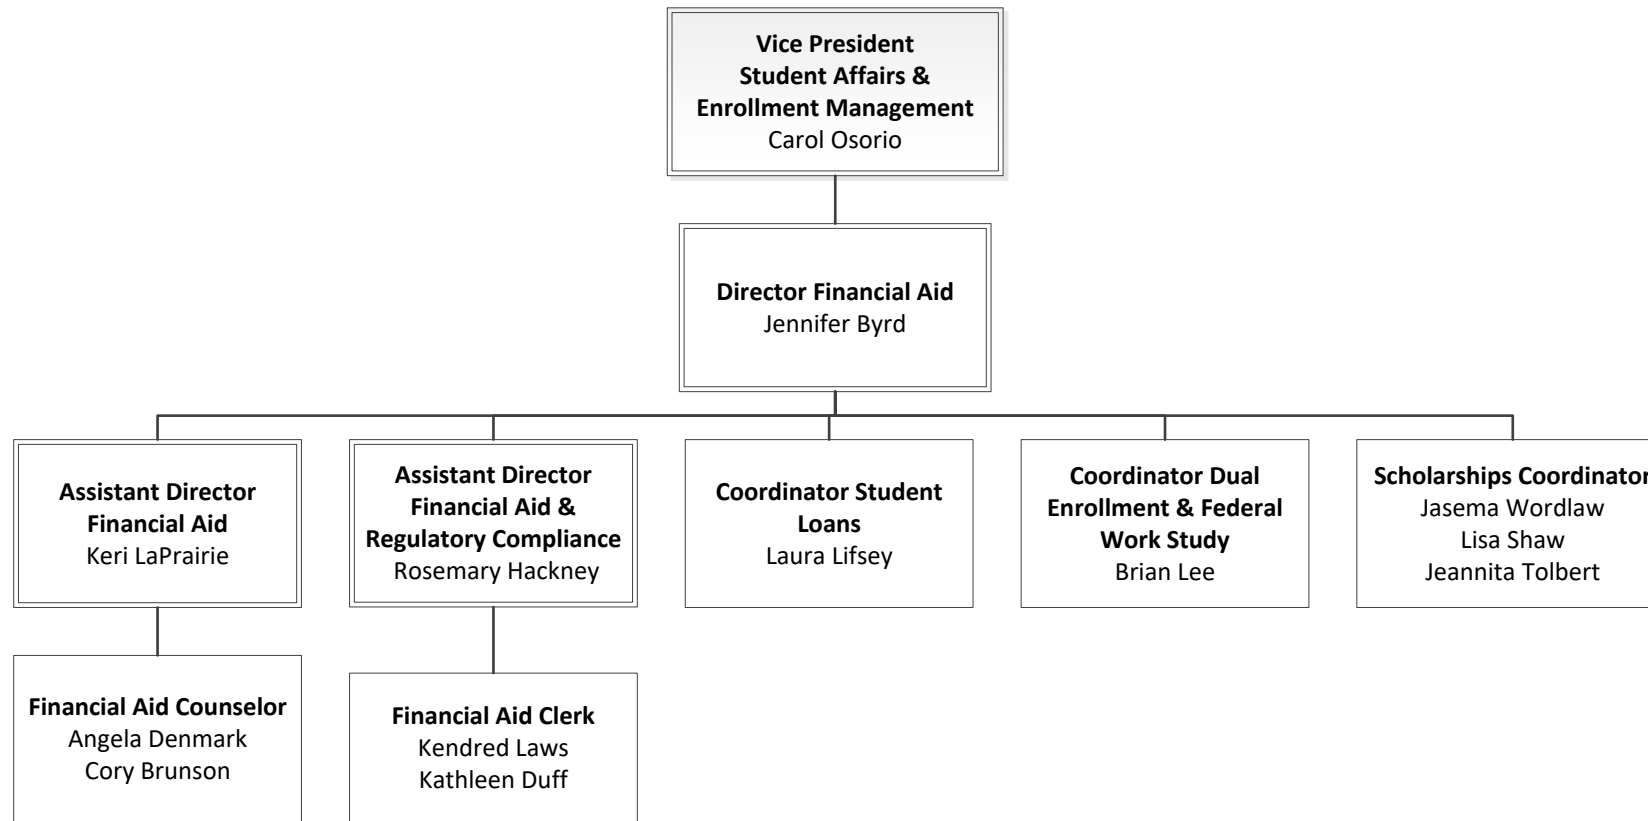 Vice President
Student Affairs &
Enrollment Management
Carol Osorio
Director Financial Aid
Jennifer Byrd
Assistant Director
Financial Aid
Keri LaPrairie
Assistant Director
Financial Aid &
Regulatory Compliance
Rosemary Hackney
Coordinator Student
Loans
Laura Lifsey
Coordinator Dual
Enrollment & Federal
Work Study
Brian Lee
Scholarships Coordinator
Jasema Wordlaw
Lisa Shaw
Jeannita Tolbert
Financial Aid Counselor
Angela Denmark
Cory Brunson
Financial Aid Clerk
Kendred Laws
Kathleen Duff